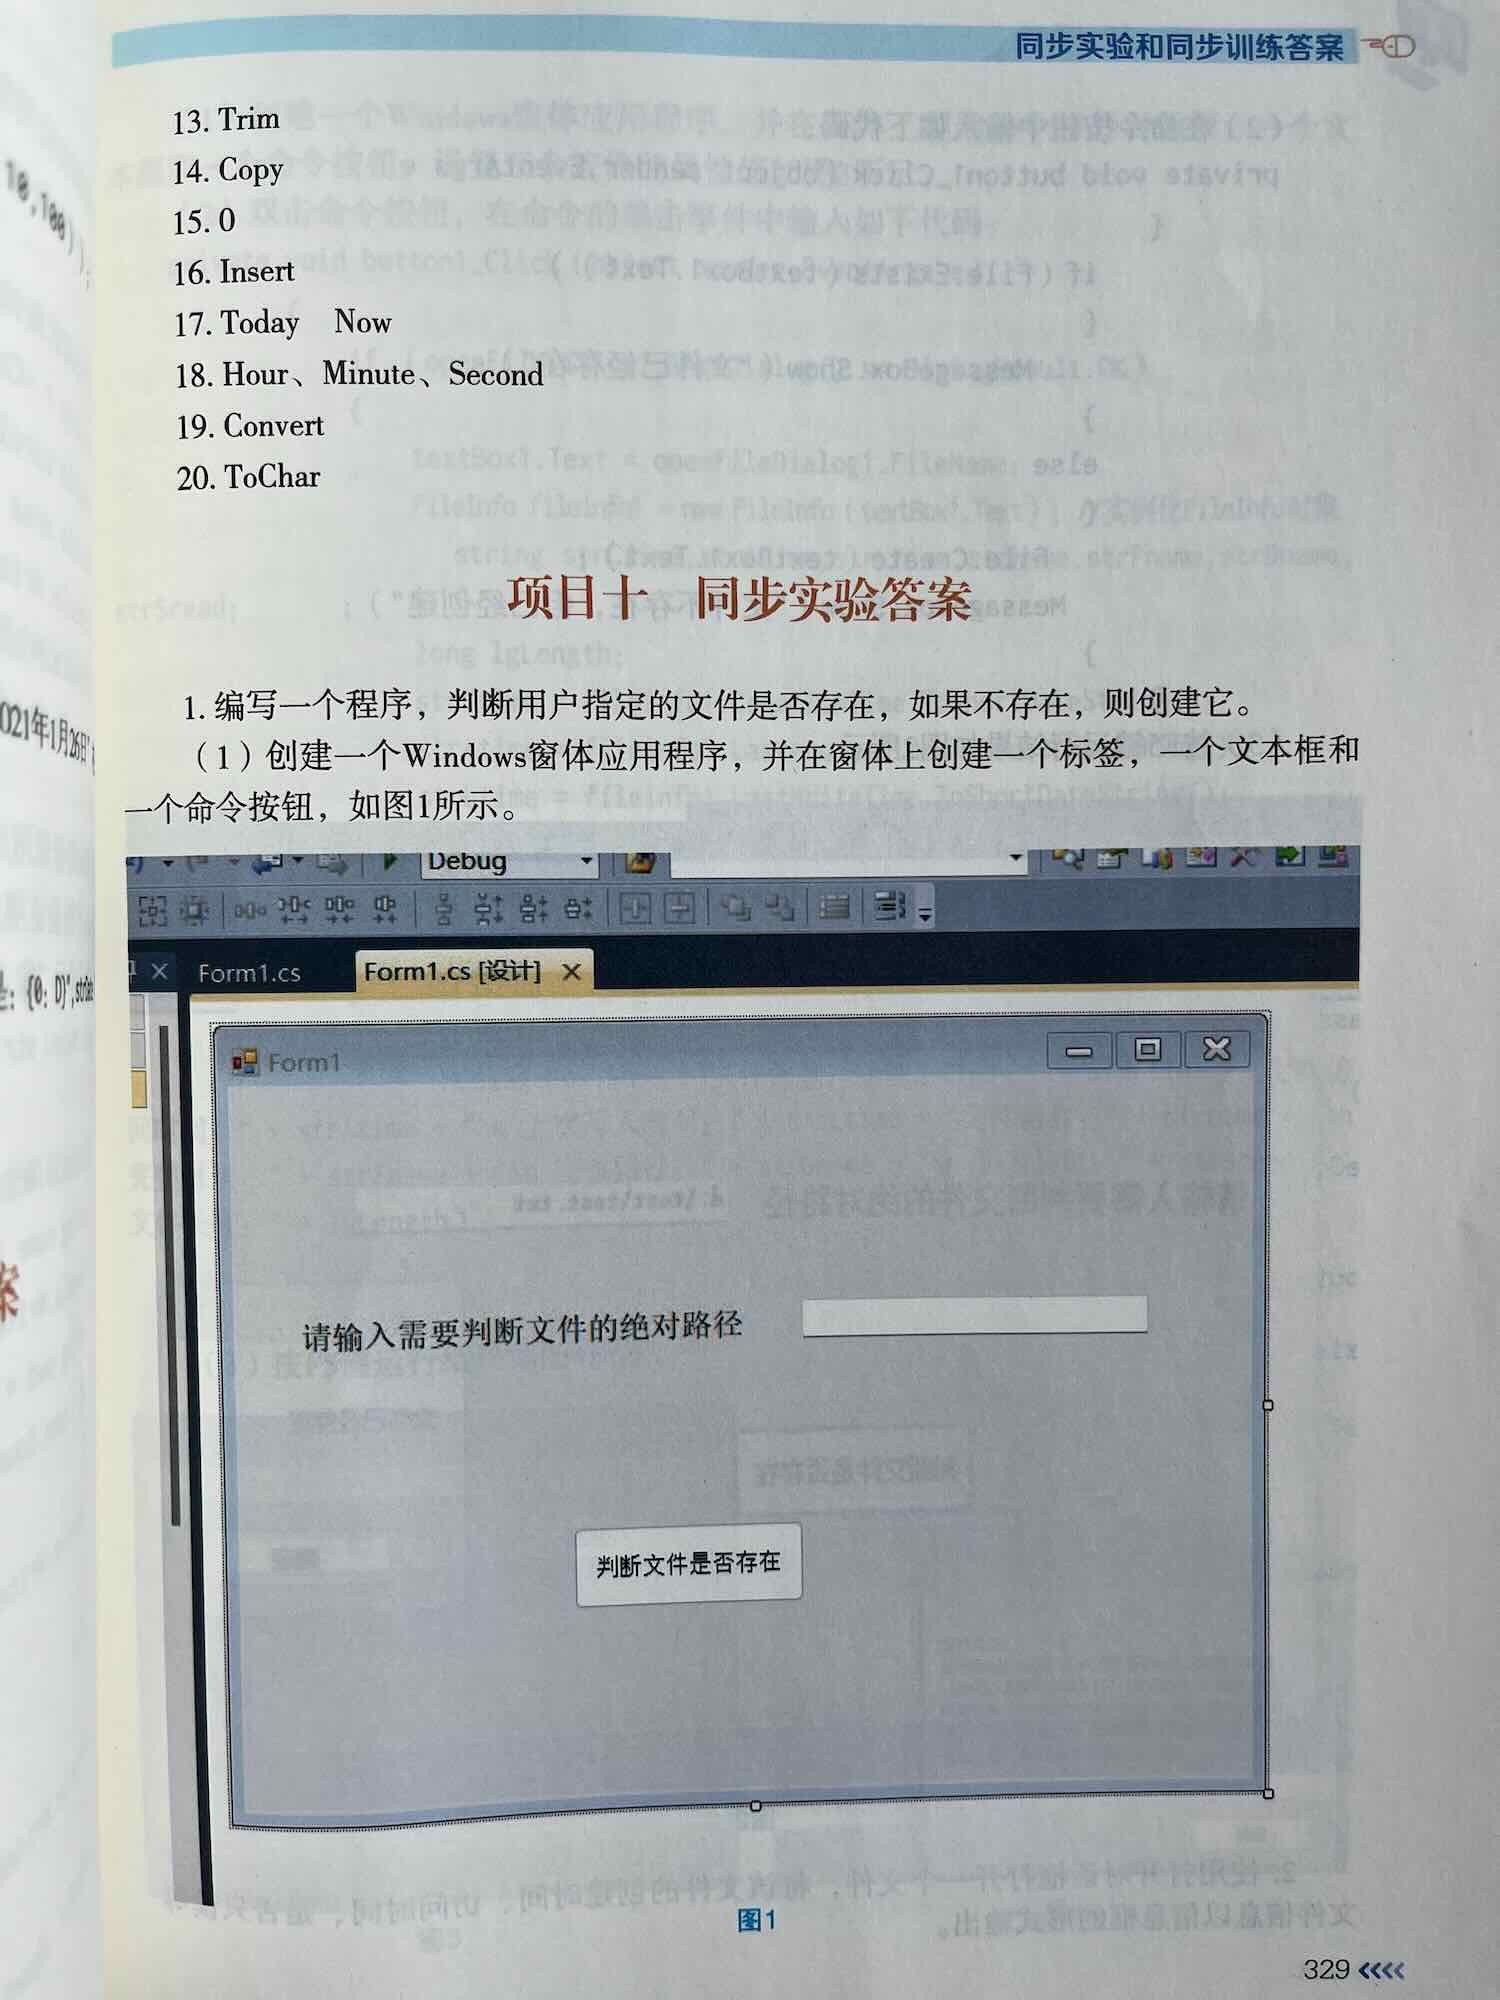 同步实验和同步训练答案
13. Trim
14. Copy
15. 0
16. Insert
17. Today Now
18. Hour、Minute、Second
19. Convert
20. ToChar
项目十 同步实验答案
1. 编写一个程序，判断用户指定的文件是否存在，如果不存在，则创建它。
（1）创建一个Windows窗体应用程序，并在窗体上创建一个标签，一个文本框和
一个命令按钮，如图1所示。
Debug
Form1.cs
Form1.cs [设计]
Form1
请输入需要判断文件的绝对路径
判断文件是否存在
图1
329